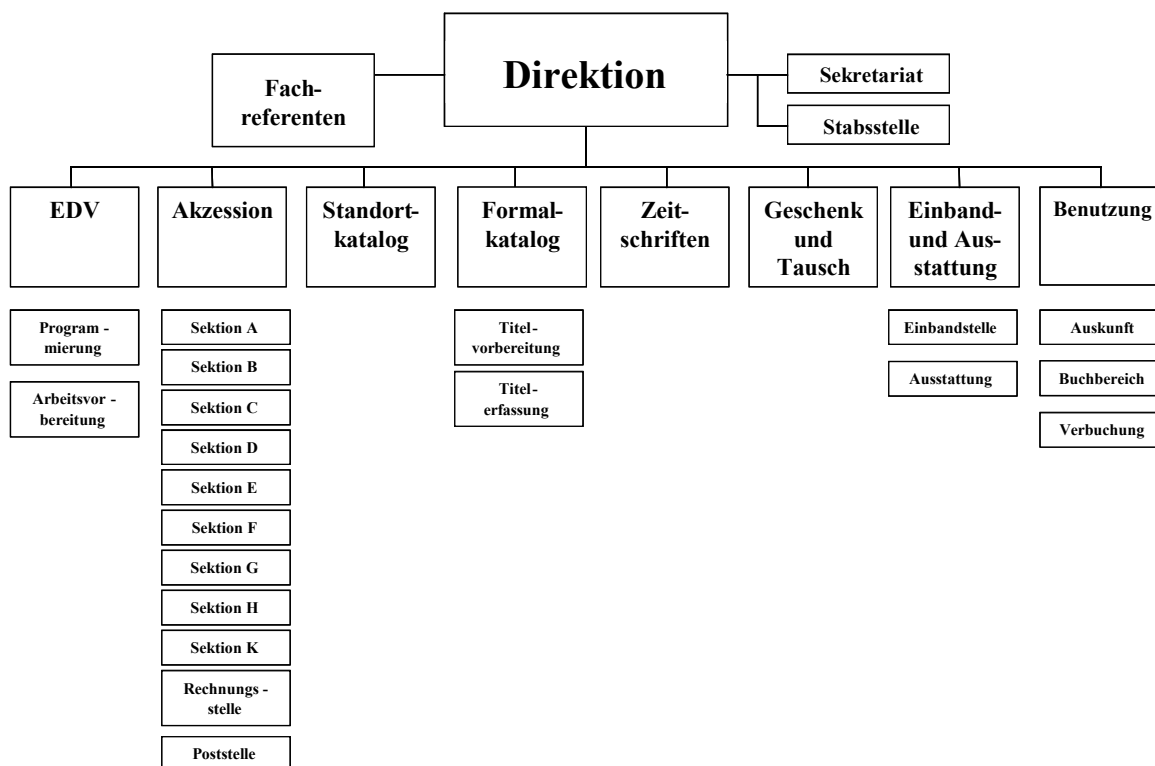 Direktion
Fach-
referenten
Sekretariat
Stabsstelle
EDV
Akzession
Standort-
katalog
Formal-
katalog
Zeit-
schriften
Geschenk
und
Tausch
Einband-
und Aus-
stattung
Benutzung
Program -
mierung
Arbeitsvor -
bereitung
Sektion A
Sektion B
Sektion C
Sektion D
Sektion E
Sektion F
Sektion G
Sektion H
Sektion K
Rechnungs -
stelle
Poststelle
Titel-
vorbereitung
Titel-
erfassung
Einbandstelle
Ausstattung
Auskunft
Buchbereich
Verbuchung